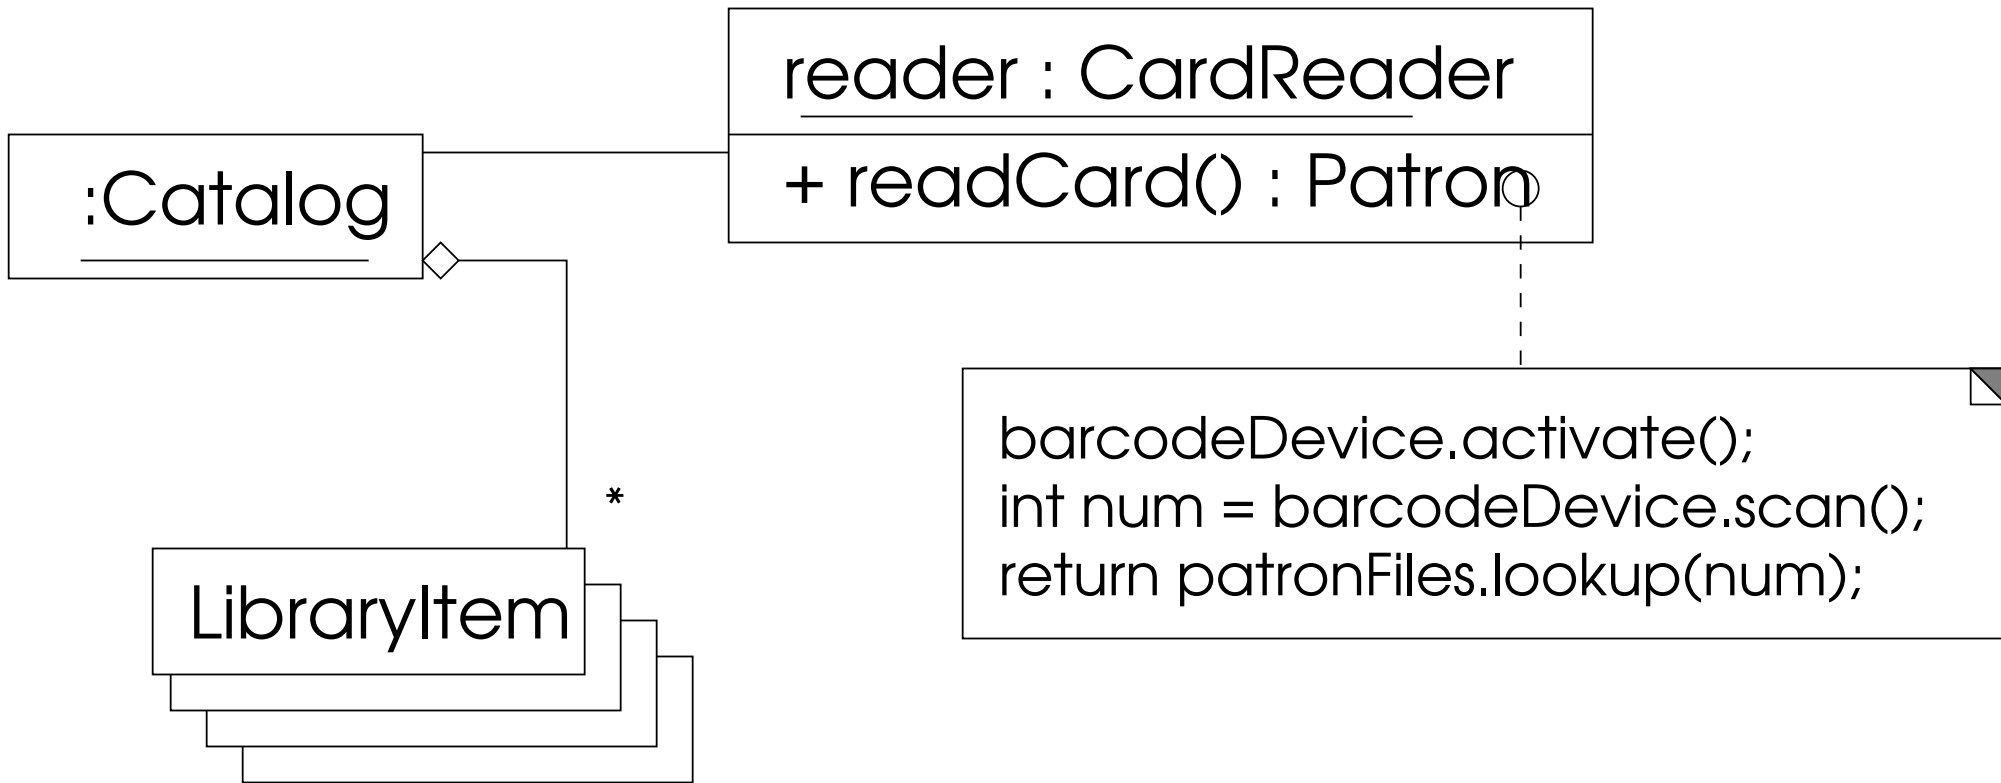 reader : CardReader
+ readCard() : Patron
:Catalog
barcodeDevice.activate();
int num = barcodeDevice.scan();
return patronFiles.lookup(num);
*
LibraryItem